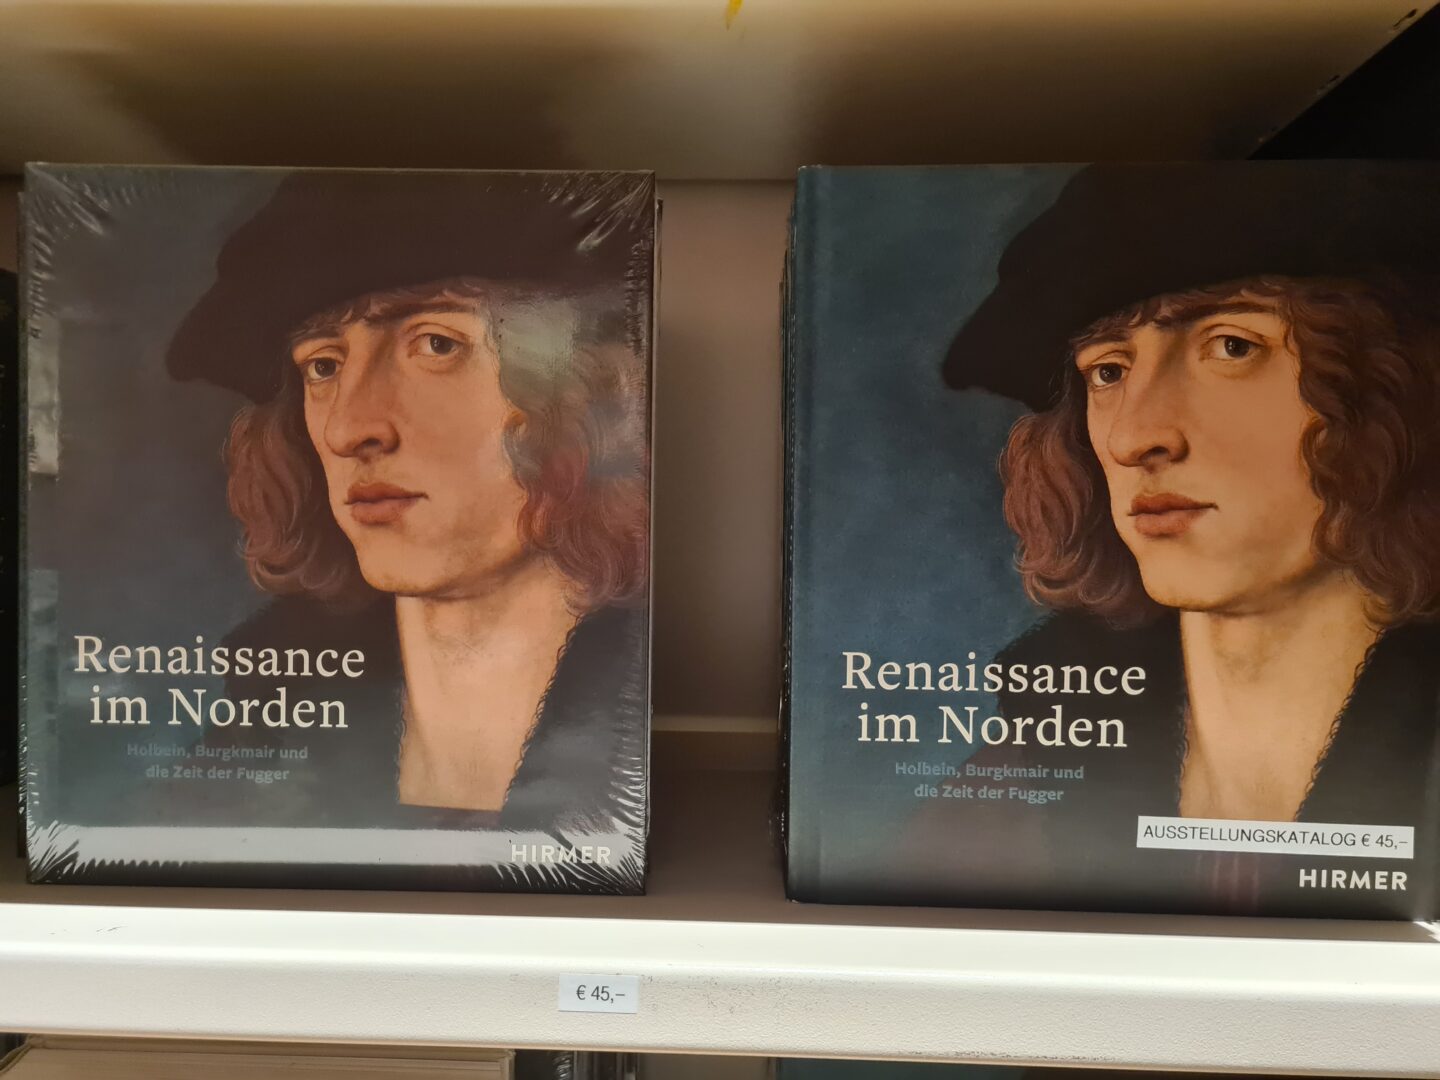 Renaissance
im Norden
Holbein, Burgkmair und
die Zeit der Fugger
HIRMER
Renaissance
im Norden
Holbein, Burgkmair und
die Zeit der Fugger
AUSSTELLUNGSKATALOG € 45,–
HIRMER
€ 45,–